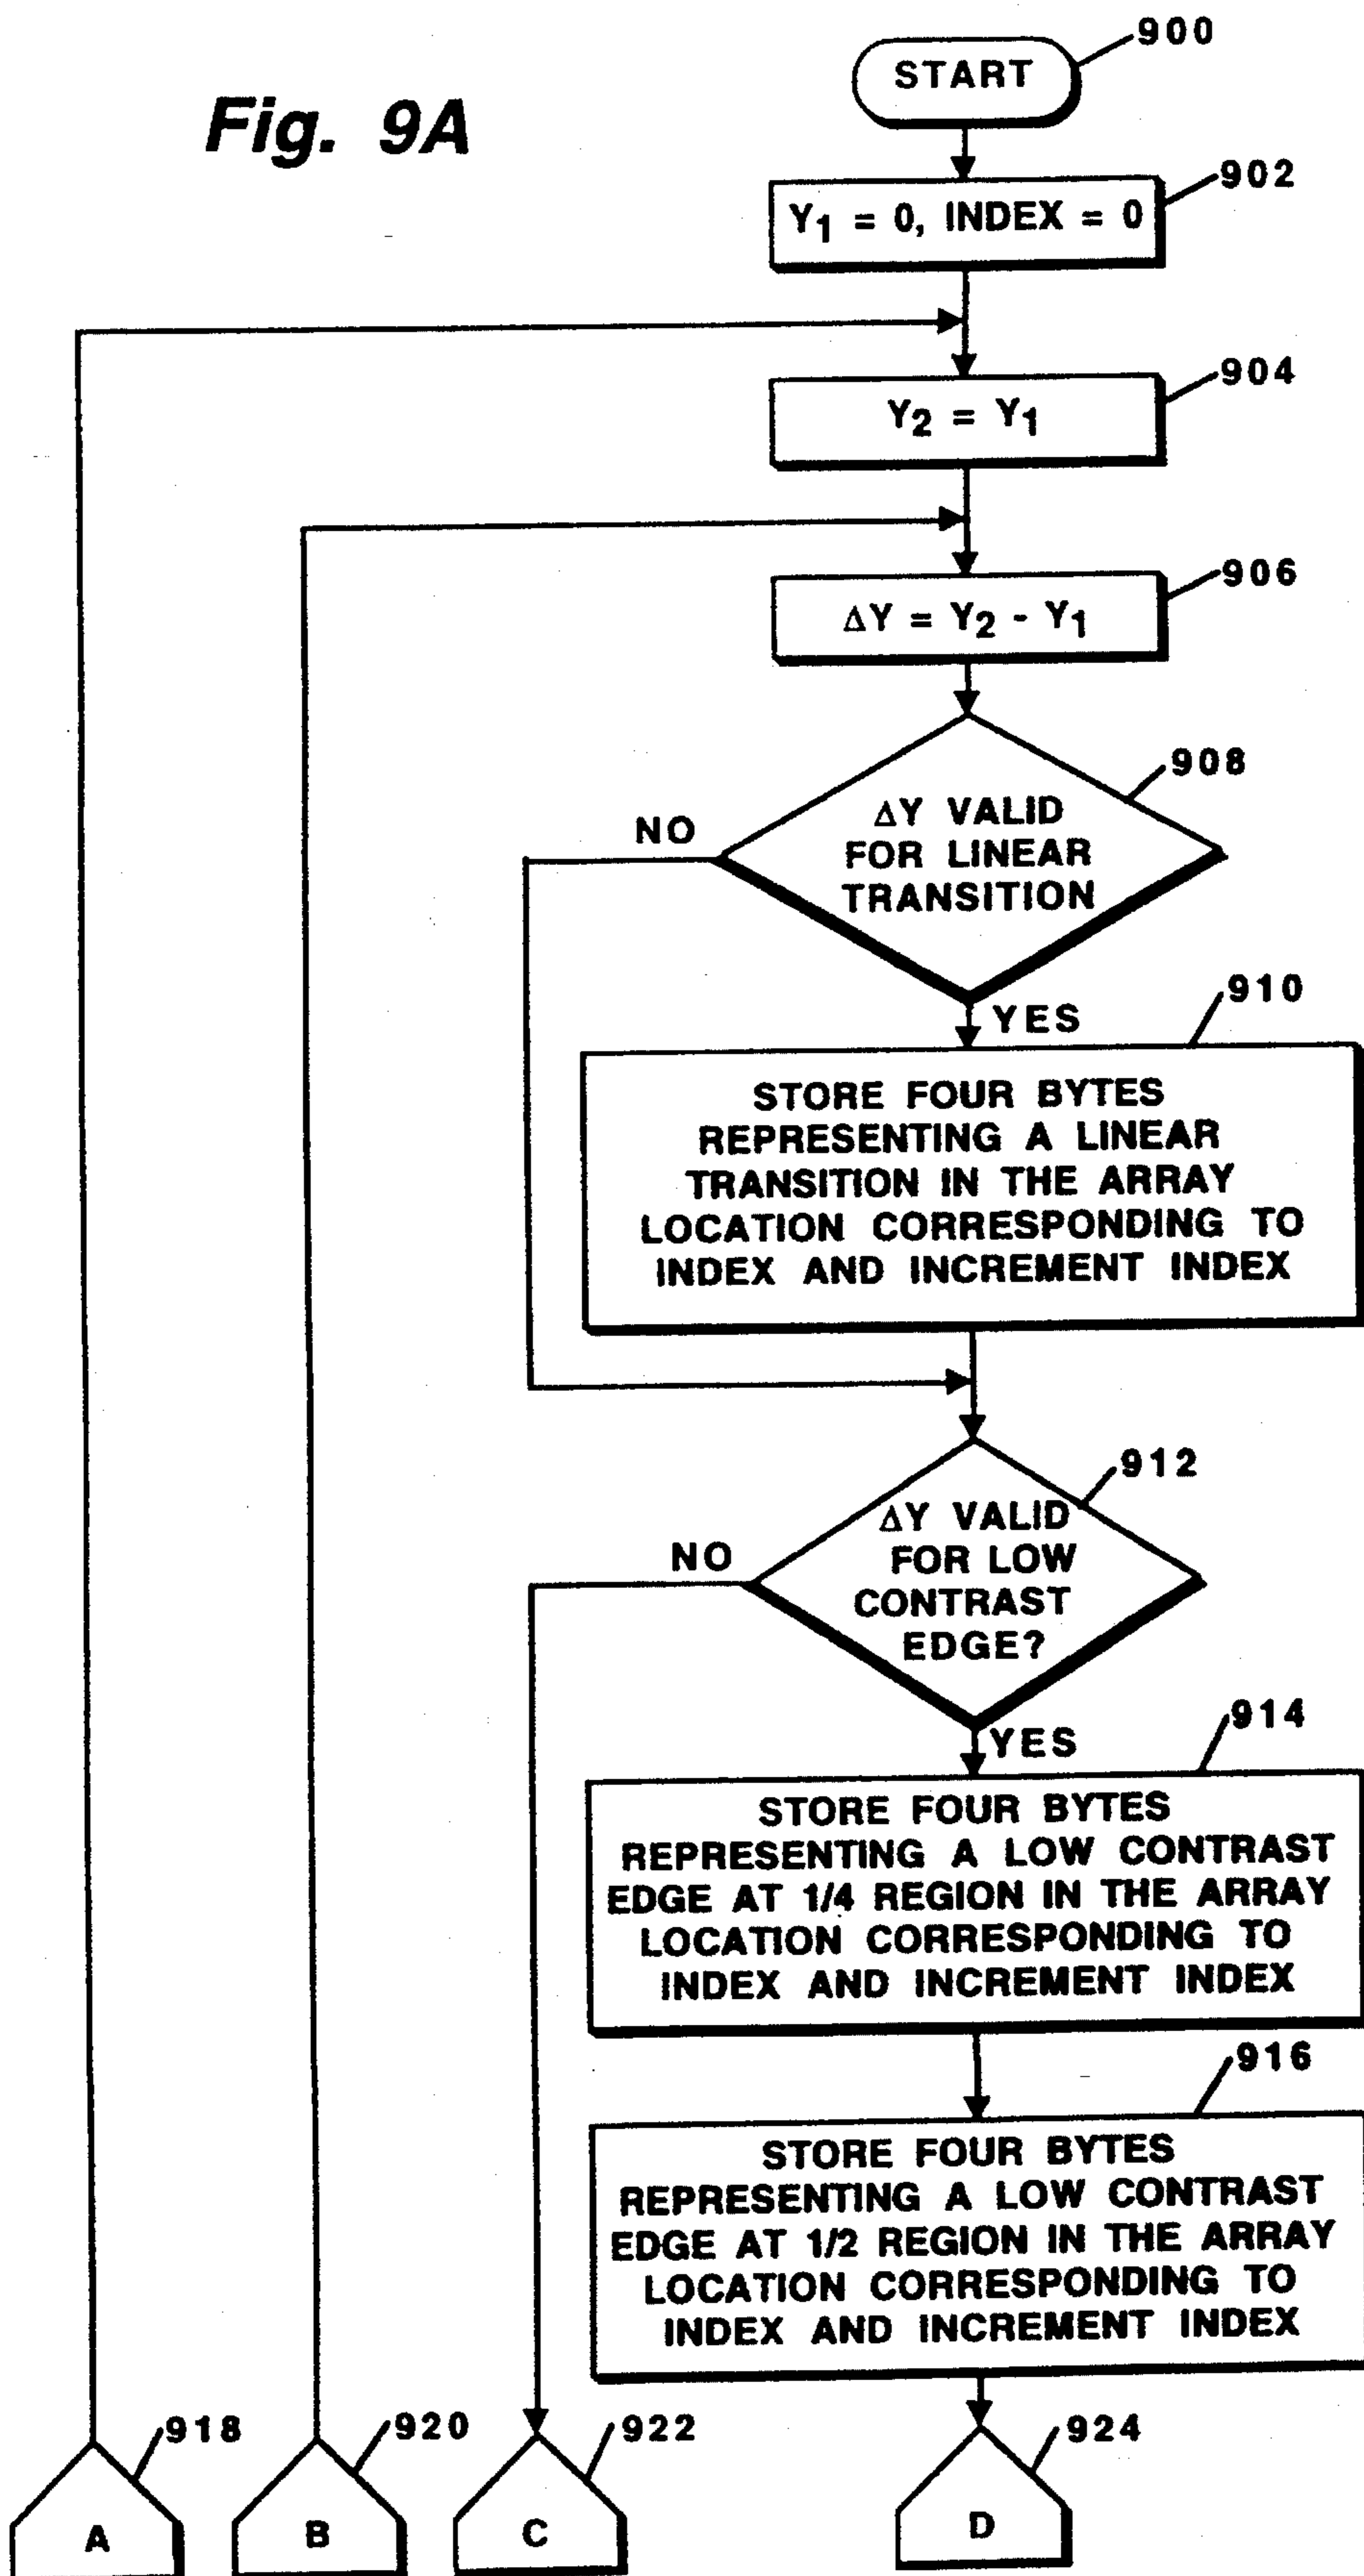 Fig. 9A
900
START
902
Y1 = 0, INDEX = 0
904
Y2 = Y1
906
ΔY = Y2 - Y1
908
ΔY VALID
FOR LINEAR
TRANSITION
NO
YES
910
STORE FOUR BYTES
REPRESENTING A LINEAR
TRANSITION IN THE ARRAY
LOCATION CORRESPONDING TO
INDEX AND INCREMENT INDEX
912
ΔY VALID
FOR LOW
CONTRAST
EDGE?
NO
YES
914
STORE FOUR BYTES
REPRESENTING A LOW CONTRAST
EDGE AT 1/4 REGION IN THE ARRAY
LOCATION CORRESPONDING TO
INDEX AND INCREMENT INDEX
916
STORE FOUR BYTES
REPRESENTING A LOW CONTRAST
EDGE AT 1/2 REGION IN THE ARRAY
LOCATION CORRESPONDING TO
INDEX AND INCREMENT INDEX
918
920
922
924
A
B
C
D